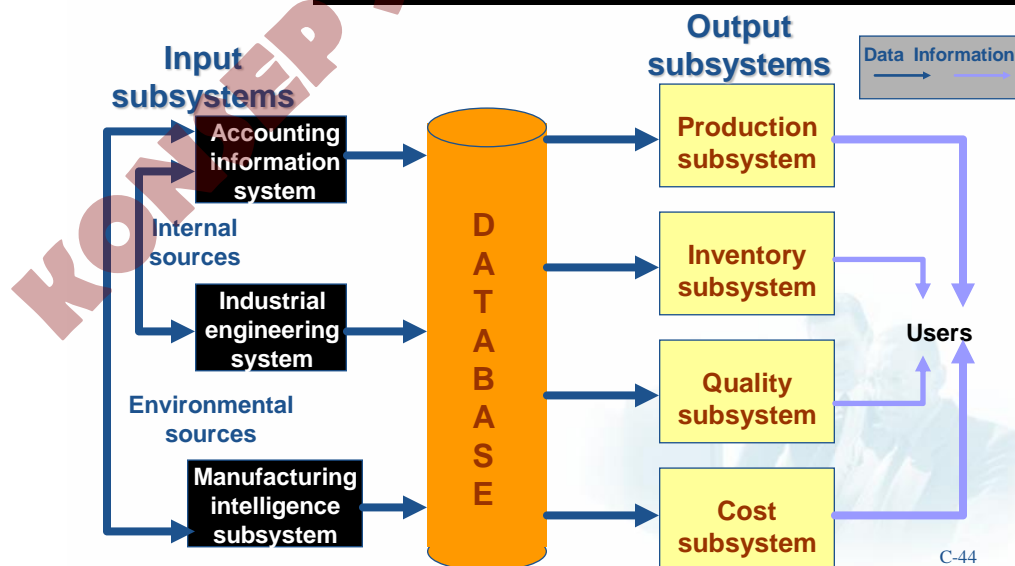 Output
subsystems
Data Information
Input
subsystems
Accounting
information
system
Internal
sources
Industrial
engineering
system
Environmental
sources
Manufacturing
intelligence
subsystem
D
A
T
A
B
A
S
E
Production
subsystem
Inventory
subsystem
Quality
subsystem
Cost
subsystem
Users
C-44
KONSEP